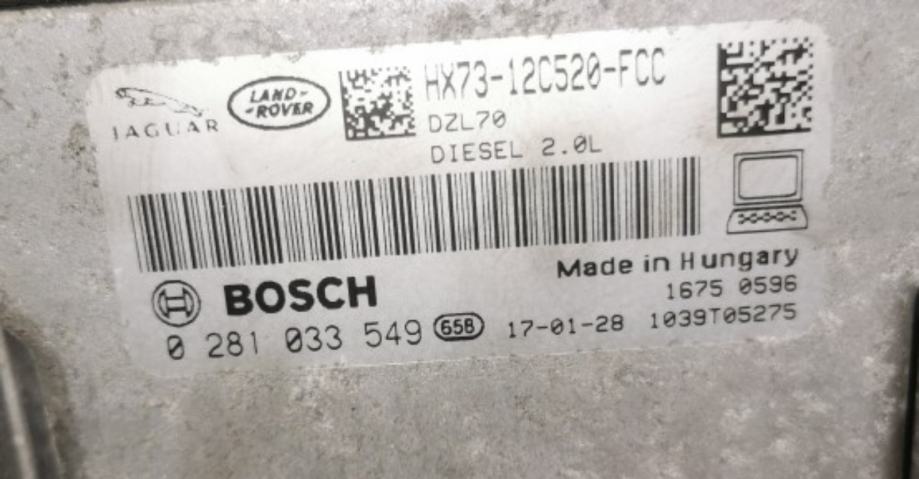 JAGUAR
LAND-
-ROVER
HX73-12C520-FCC
DZL70
DIESEL 2.0L
Made in Hungary
BOSCH
1675 0596
0 281 033 549 658 17-01-28 1039T05275